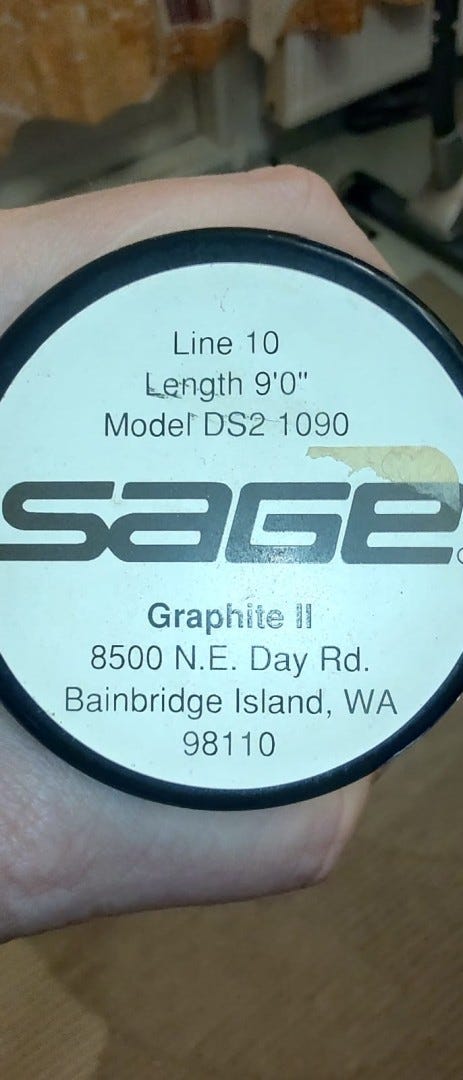 Line 10
Length 9'0"
Model DS2 1090
SAGE
Graphite II
8500 N.E. Day Rd.
Bainbridge Island, WA
98110